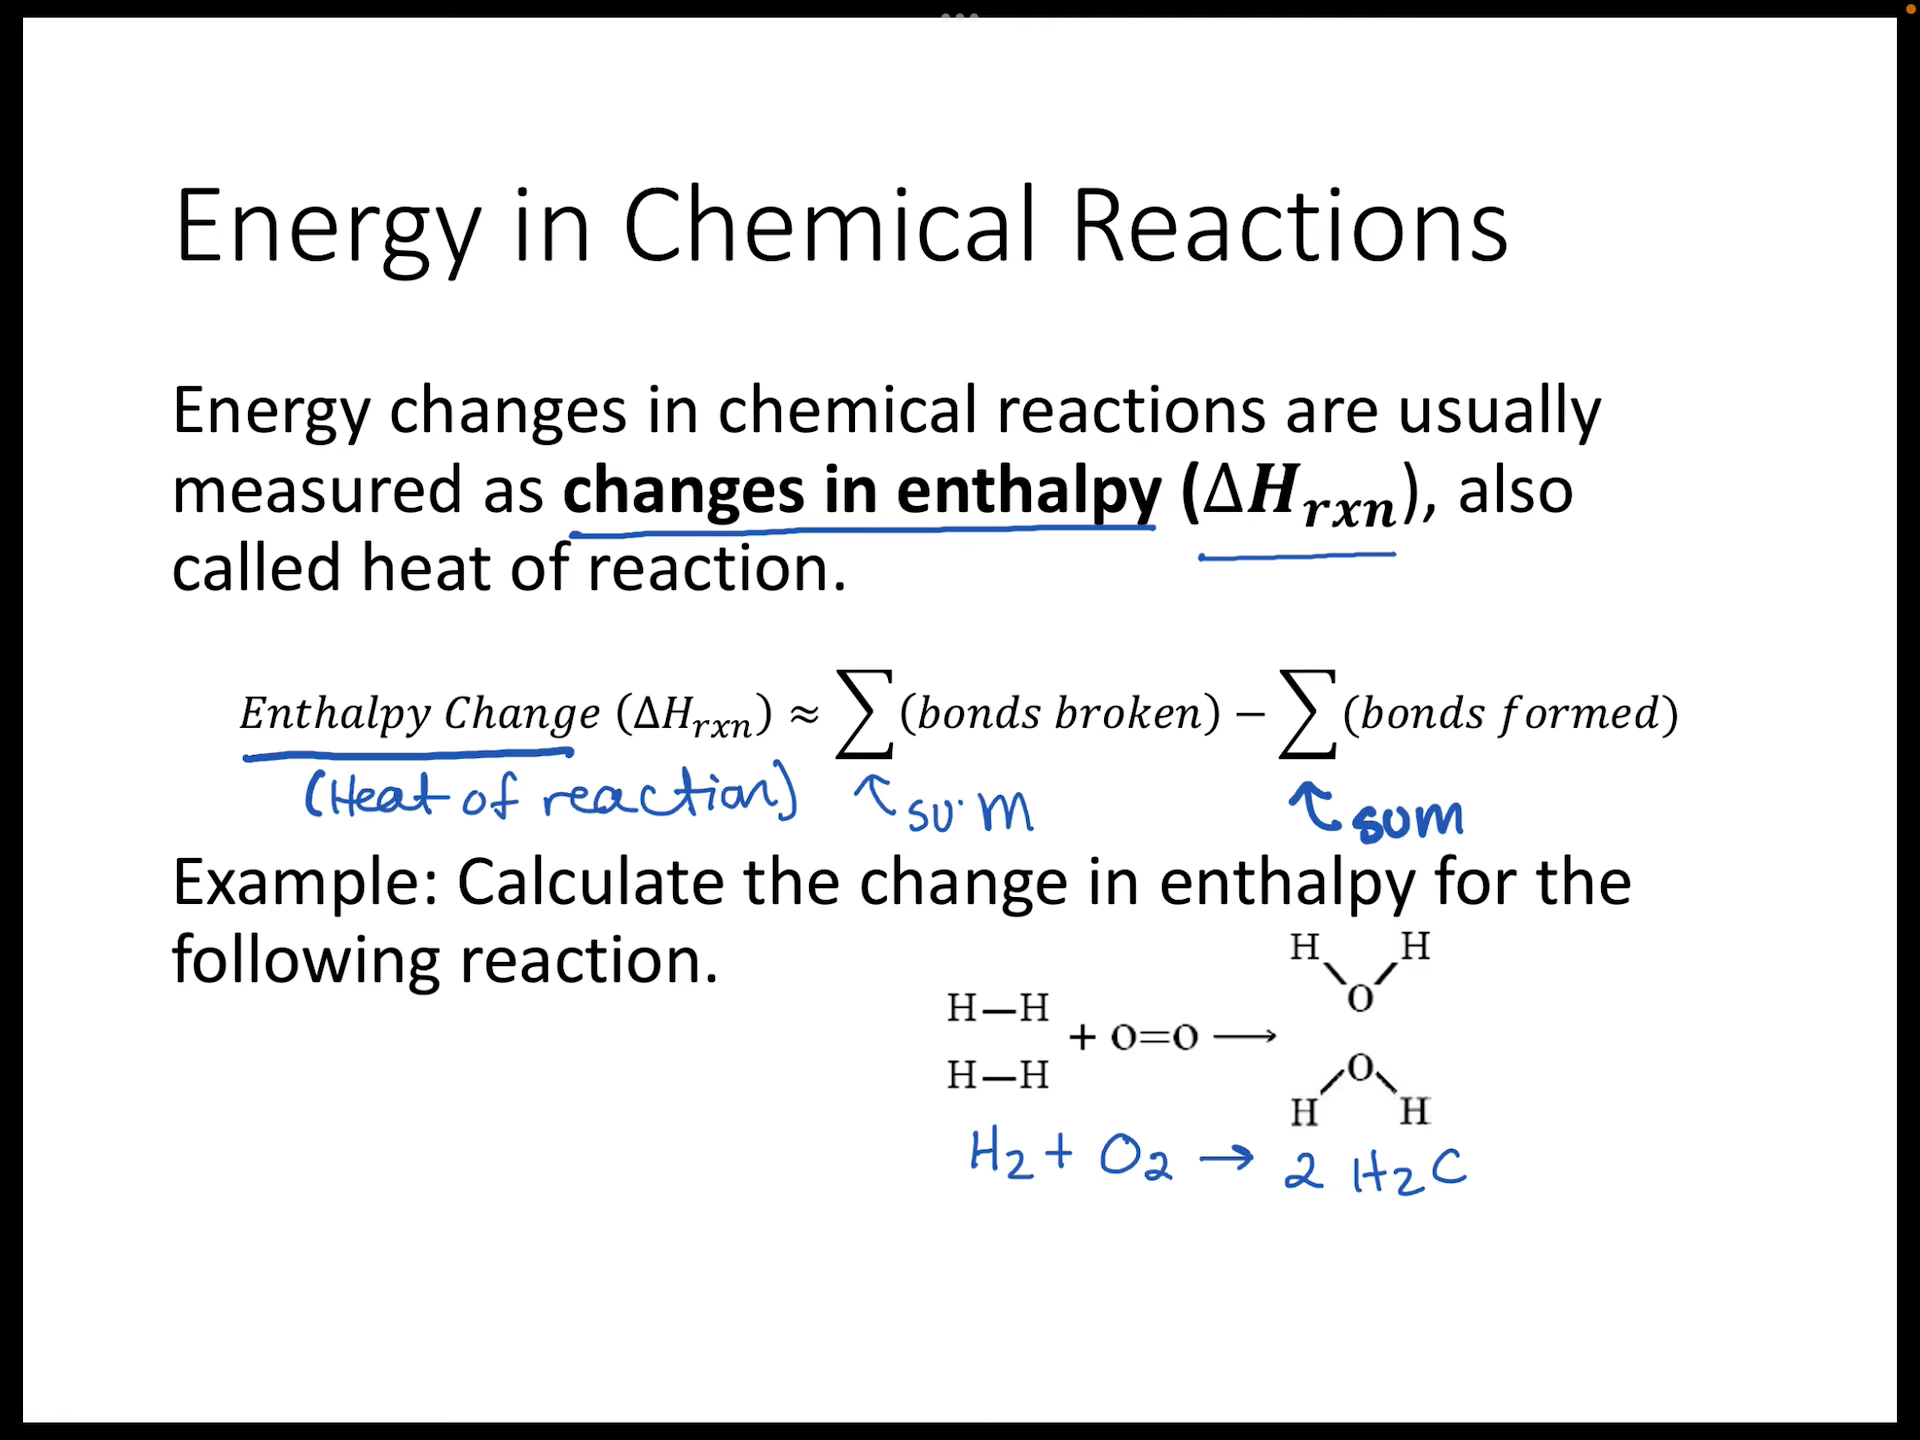 Energy in Chemical Reactions
Energy changes in chemical reactions are usually
measured as changes in enthalpy (ΔHrxn), also
called heat of reaction.
Enthalpy Change (ΔHrxn) ≈ ∑(bonds broken) − ∑(bonds formed)
(Heat of reaction) ↑ sum ↑ sum
Example: Calculate the change in enthalpy for the
following reaction.
H H
O
H—H
+ O=O ⟶
H—H
O
H H
H2 + O2 → 2 H2C